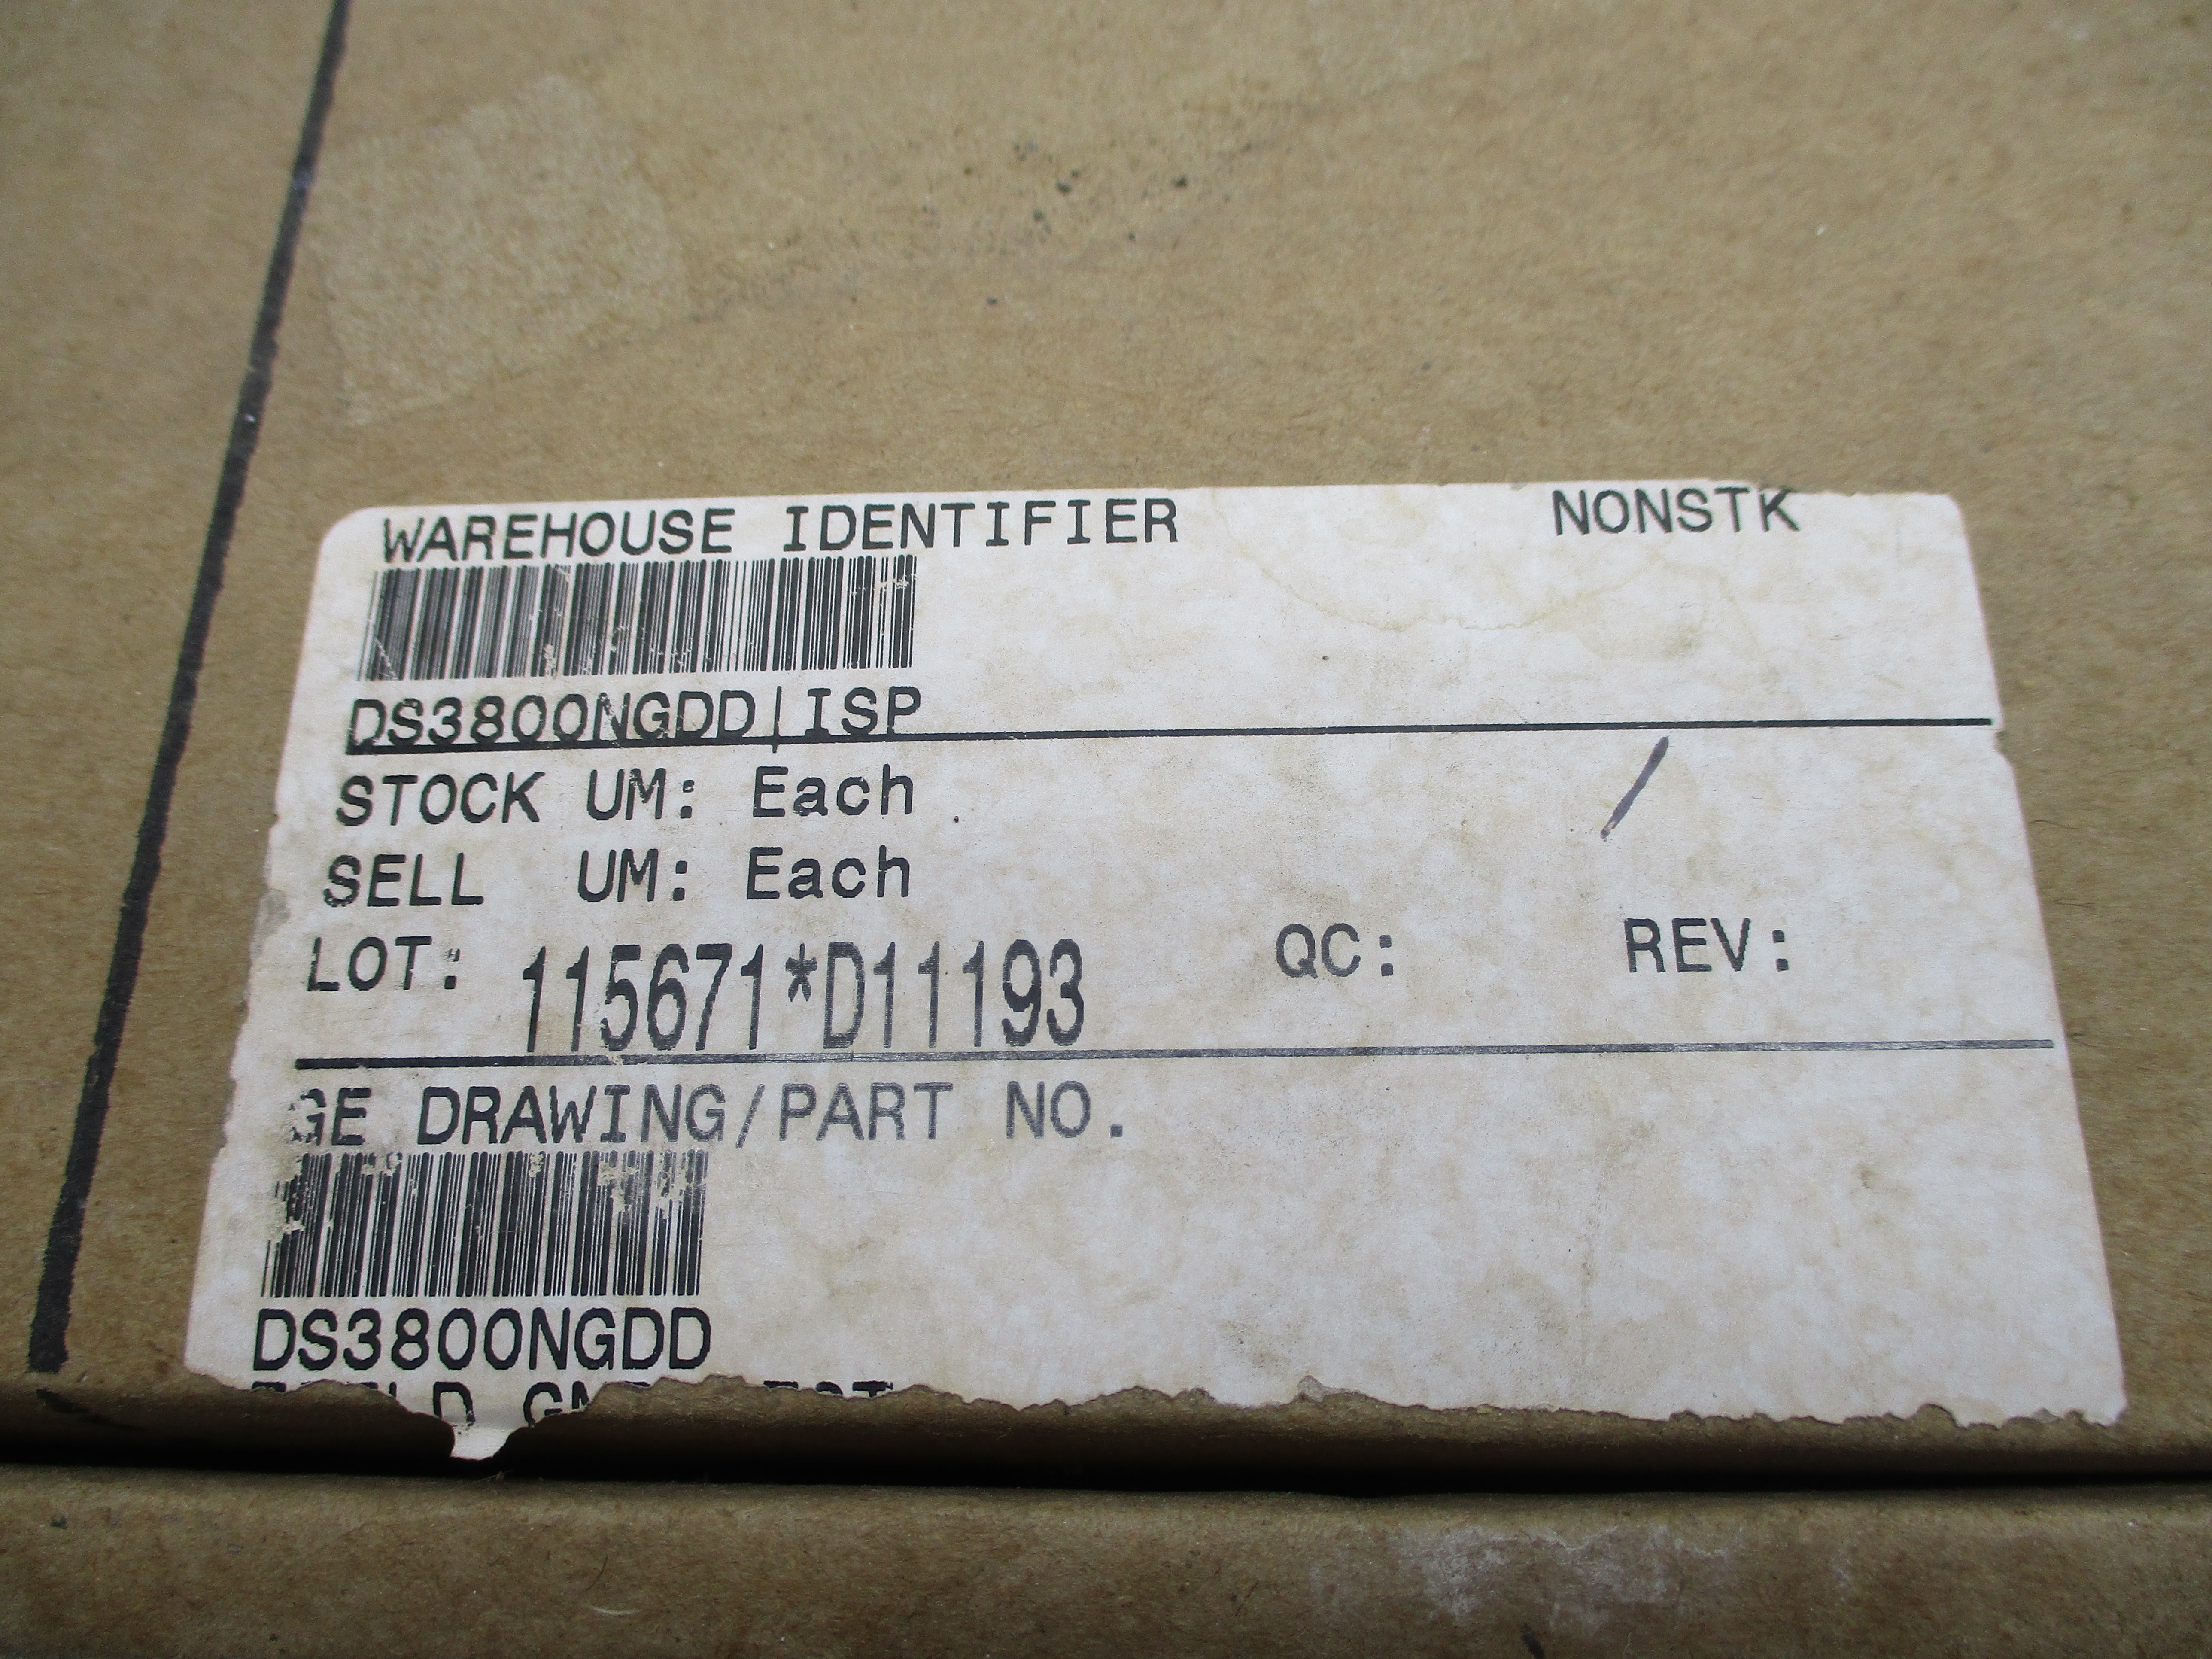 WAREHOUSE IDENTIFIER NONSTK
DS3800NGDD|ISP
STOCK UM: Each
SELL UM: Each
LOT: 115671*D11193 QC: REV:
GE DRAWING/PART NO.
DS3800NGDD